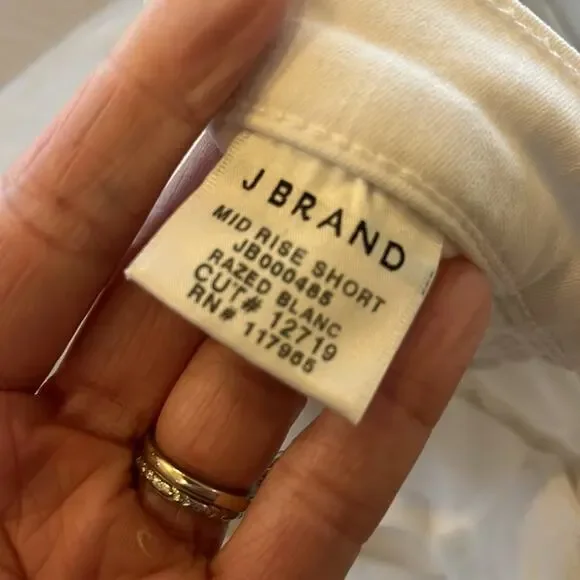 J BRAND
MID RISE SHORT
JB000485
RAZED BLANC
CUT# 12719
RN# 117965